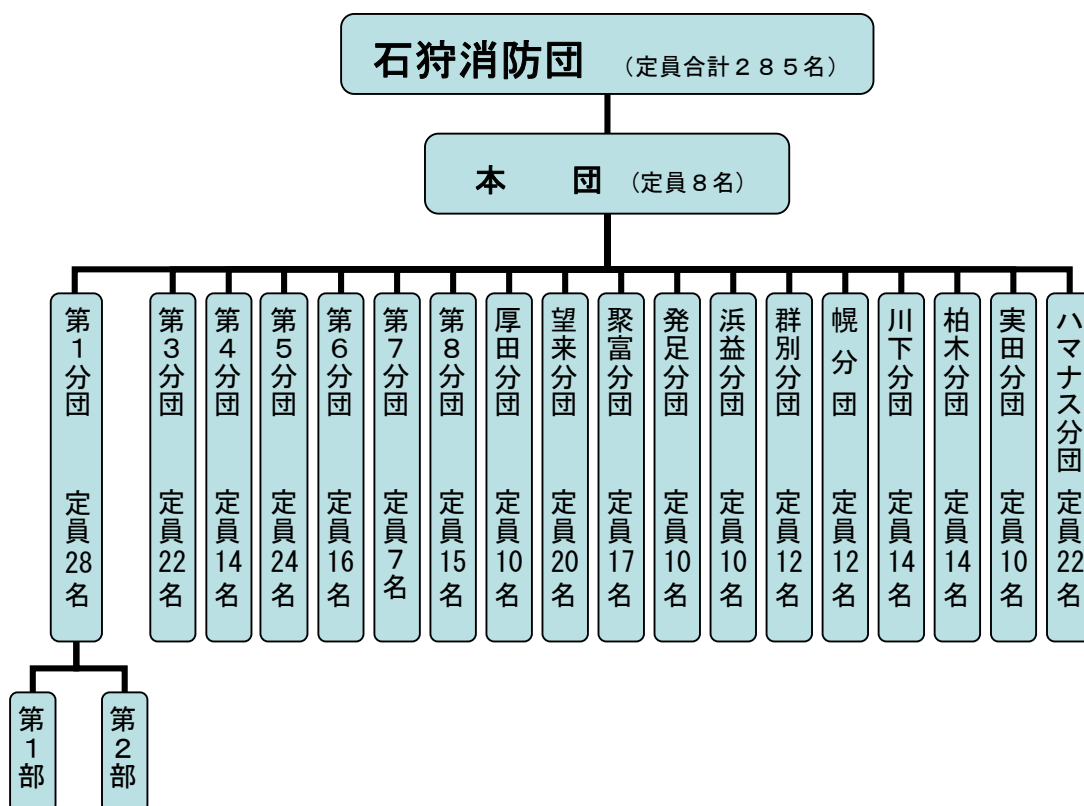 石狩消防団 （定員合計２８５名）
本 団 （定員８名）
第１分団 定員28名
第３分団 定員22名
第４分団 定員14名
第５分団 定員24名
第６分団 定員16名
第７分団 定員７名
第８分団 定員15名
厚田分団 定員10名
望来分団 定員20名
聚富分団 定員17名
発足分団 定員10名
浜益分団 定員10名
群別分団 定員12名
幌分団 定員12名
川下分団 定員14名
柏木分団 定員14名
実田分団 定員10名
ハマナス分団 定員22名
第１部
第２部